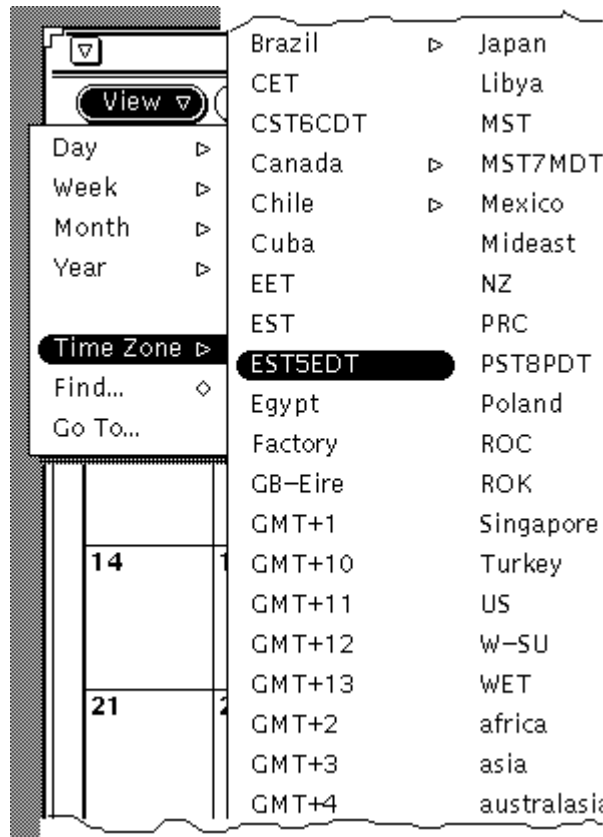 View
Day
Week
Month
Year
Time Zone
Find...
Go To...
14
21
Brazil
CET
CST6CDT
Canada
Chile
Cuba
EET
EST
EST5EDT
Egypt
Factory
GB-Eire
GMT+1
GMT+10
GMT+11
GMT+12
GMT+13
GMT+2
GMT+3
GMT+4
Japan
Libya
MST
MST7MDT
Mexico
Mideast
NZ
PRC
PST8PDT
Poland
ROC
ROK
Singapore
Turkey
US
W-SU
WET
africa
asia
australasia